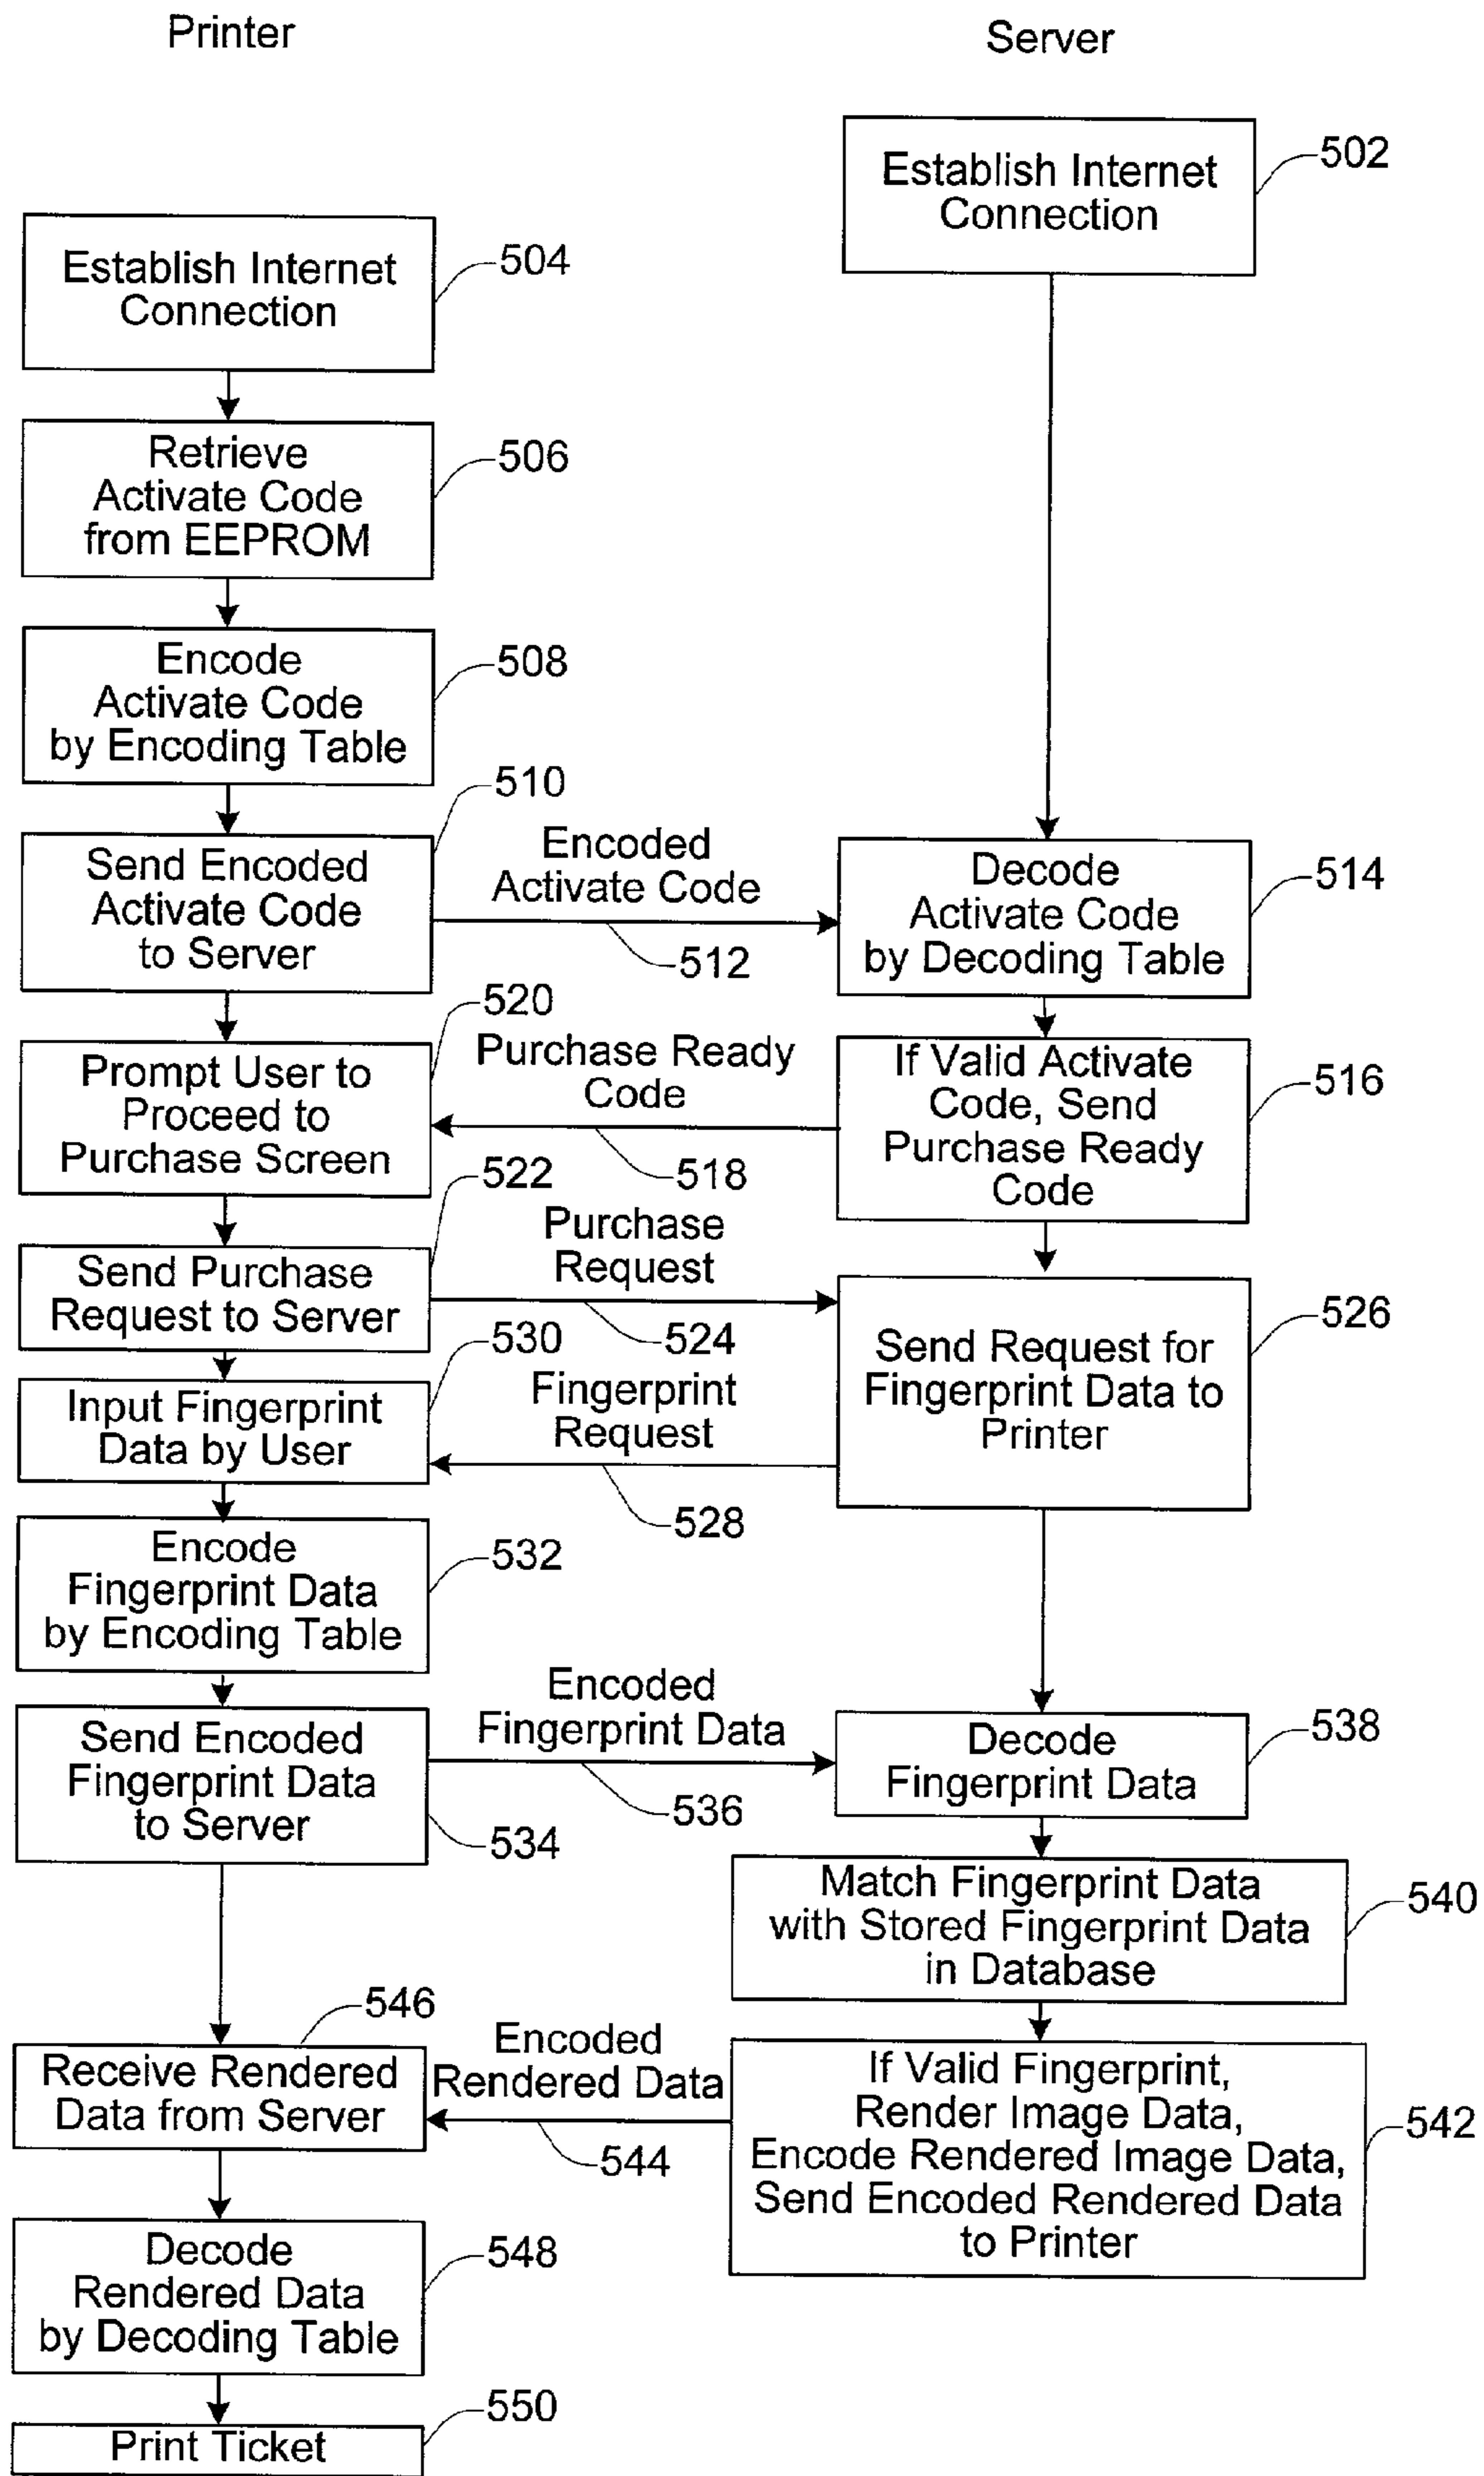 Printer
Server
Establish Internet
Connection
502
Establish Internet
Connection
504
Retrieve
Activate Code
from EEPROM
506
Encode
Activate Code
by Encoding Table
508
510
Send Encoded
Activate Code
to Server
Encoded
Activate Code
512
Decode
Activate Code
by Decoding Table
514
520
Prompt User to
Proceed to
Purchase Screen
Purchase Ready
Code
518
If Valid Activate
Code, Send
Purchase Ready
Code
516
522
Send Purchase
Request to Server
Purchase
Request
524
Send Request for
Fingerprint Data to
Printer
526
530
Input Fingerprint
Data by User
Fingerprint
Request
528
Encode
Fingerprint Data
by Encoding Table
532
Send Encoded
Fingerprint Data
to Server
534
Encoded
Fingerprint Data
536
Decode
Fingerprint Data
538
Match Fingerprint Data
with Stored Fingerprint Data
in Database
540
546
Receive Rendered
Data from Server
Encoded
Rendered Data
544
If Valid Fingerprint,
Render Image Data,
Encode Rendered Image Data,
Send Encoded Rendered Data
to Printer
542
Decode
Rendered Data
by Decoding Table
548
550
Print Ticket